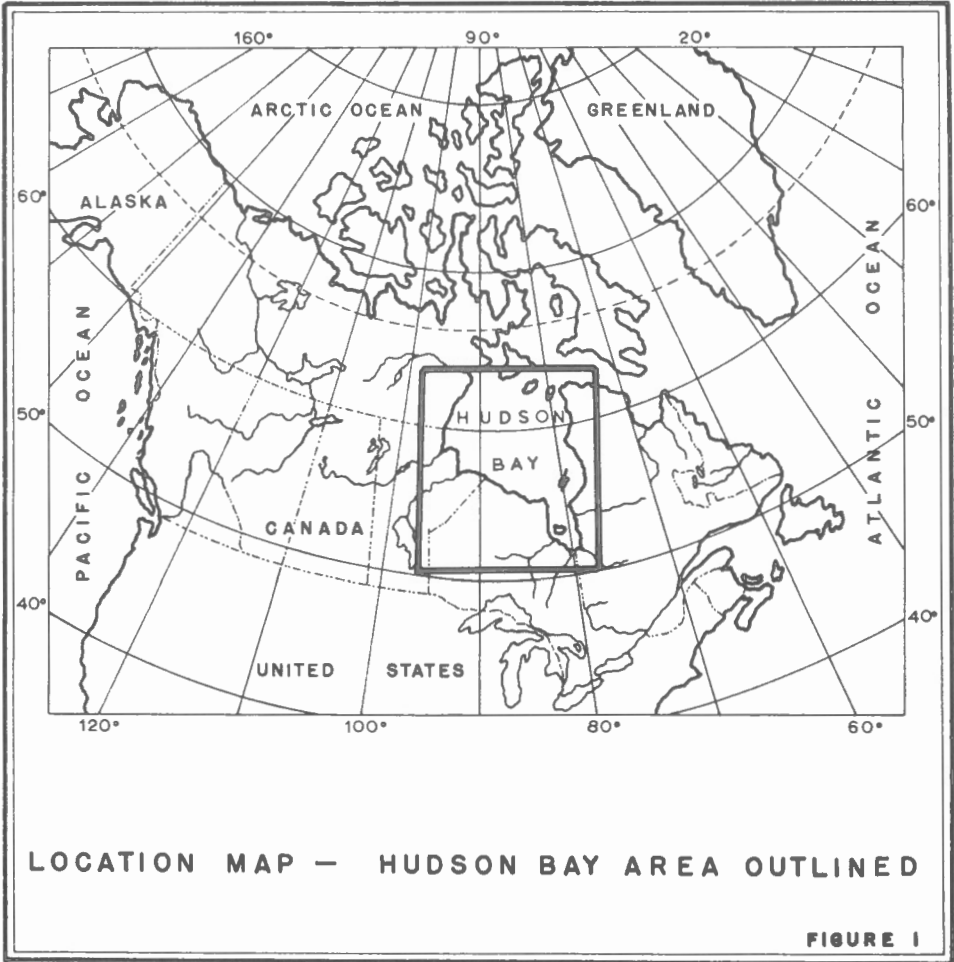 160° 90° 20°
ARCTIC OCEAN GREENLAND
60° ALASKA 60°
PACIFIC OCEAN
ATLANTIC OCEAN
50° HUDSON 50°
BAY
CANADA
40° 40°
UNITED STATES
120° 100° 80° 60°
LOCATION MAP — HUDSON BAY AREA OUTLINED
FIGURE 1